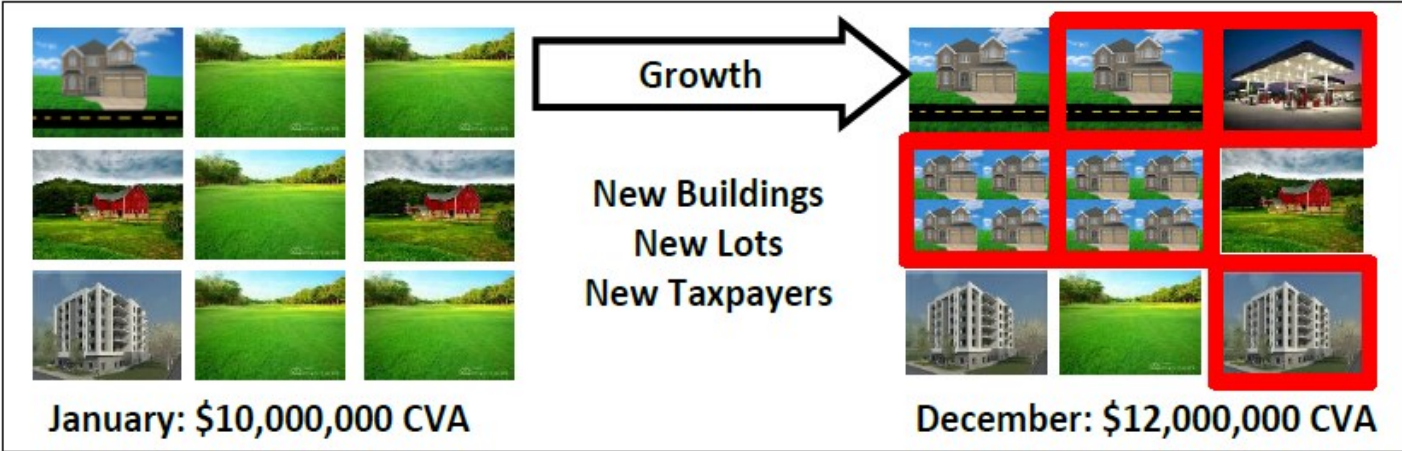 Growth
New Buildings
New Lots
New Taxpayers
January: $10,000,000 CVA
December: $12,000,000 CVA